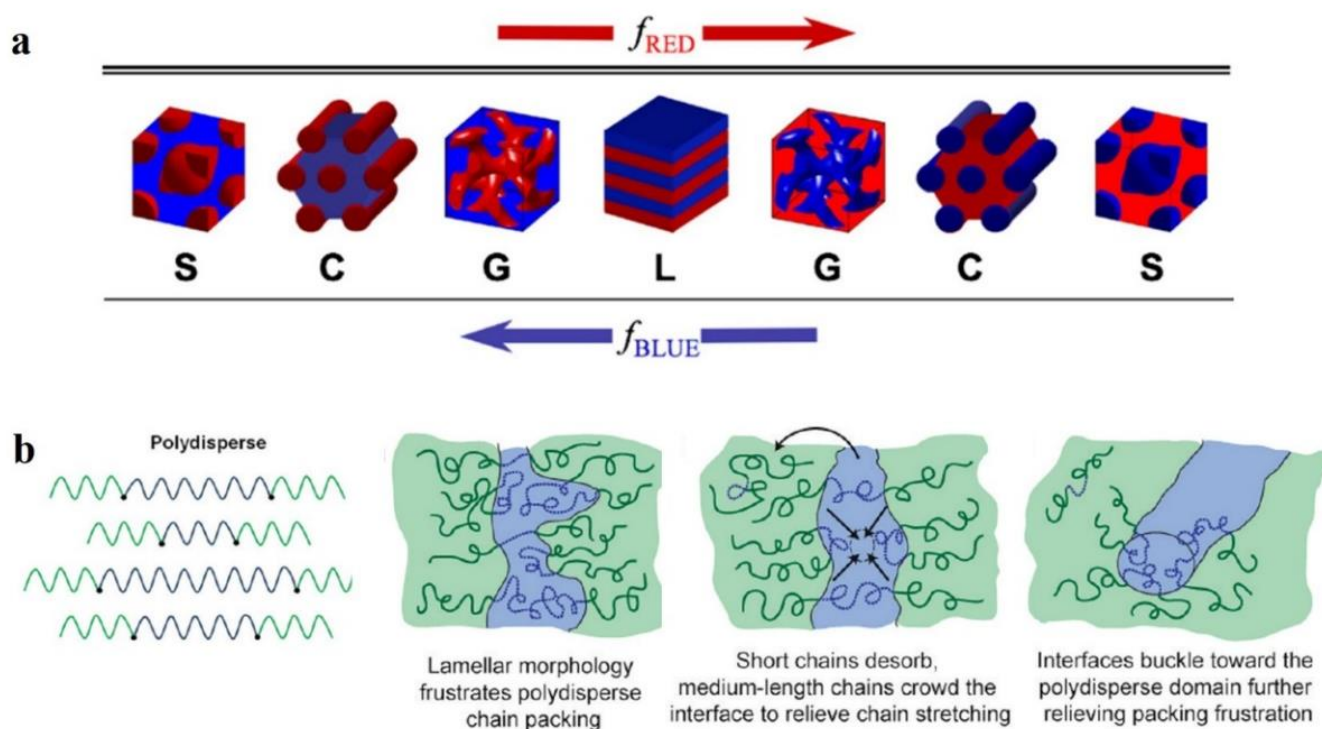 a
fRED
S C G L G C S
fBLUE
b
Polydisperse
Lamellar morphology
frustrates polydisperse
chain packing
Short chains desorb,
medium-length chains crowd the
interface to relieve chain stretching
Interfaces buckle toward the
polydisperse domain further
relieving packing frustration